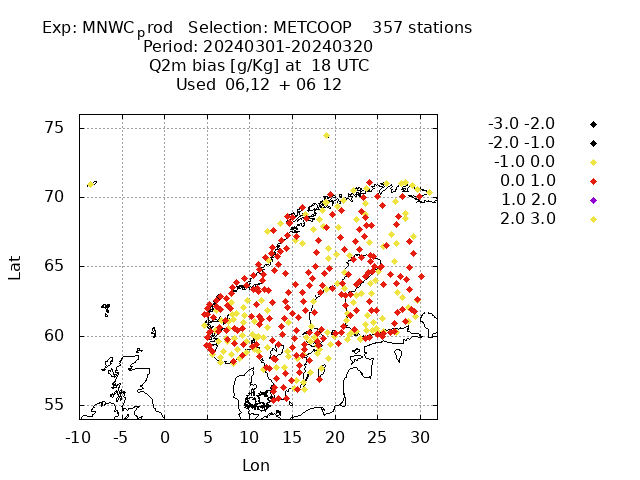 Exp: MNWCprod   Selection: METCOOP    357 stations
Period: 20240301-20240320
Q2m bias [g/Kg] at  18 UTC
Used  06,12  + 06 12
-3.0 -2.0
-2.0 -1.0
-1.0 0.0
0.0 1.0
1.0 2.0
2.0 3.0
75
70
65
60
55
Lat
-10 -5 0 5 10 15 20 25 30
Lon